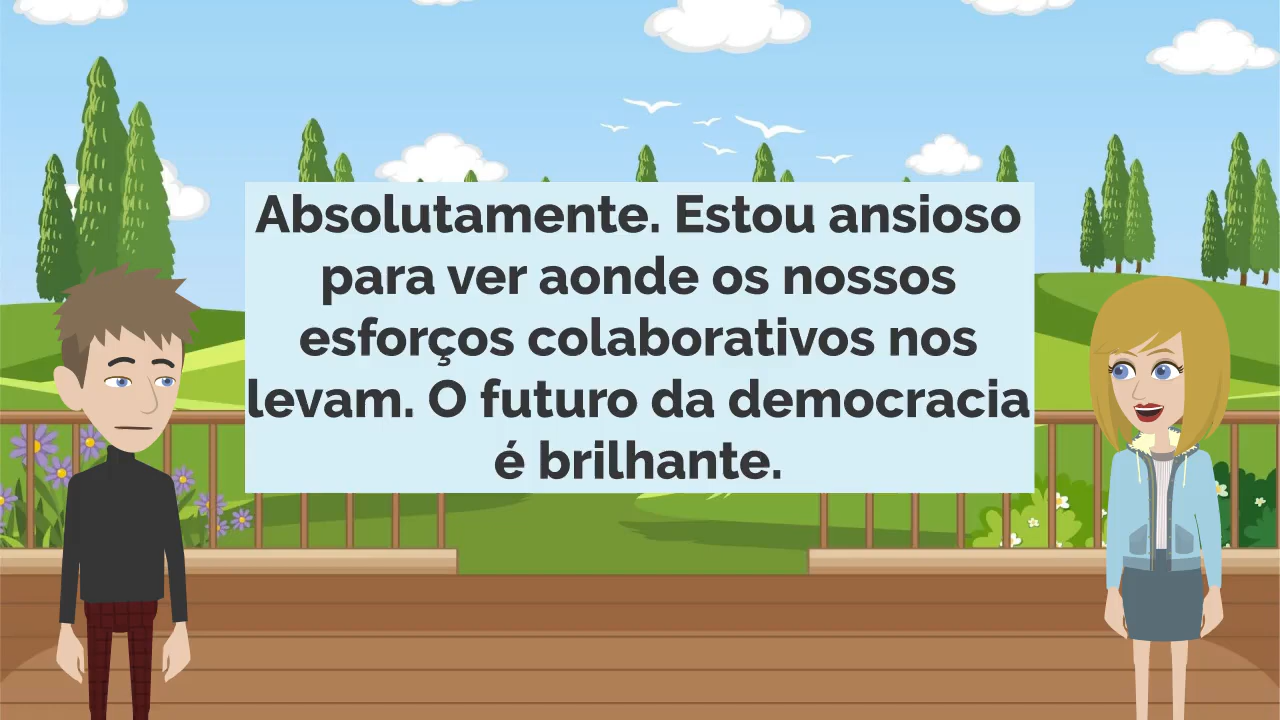 Absolutamente. Estou ansioso
para ver aonde os nossos
esforços colaborativos nos
levam. O futuro da democracia
é brilhante.